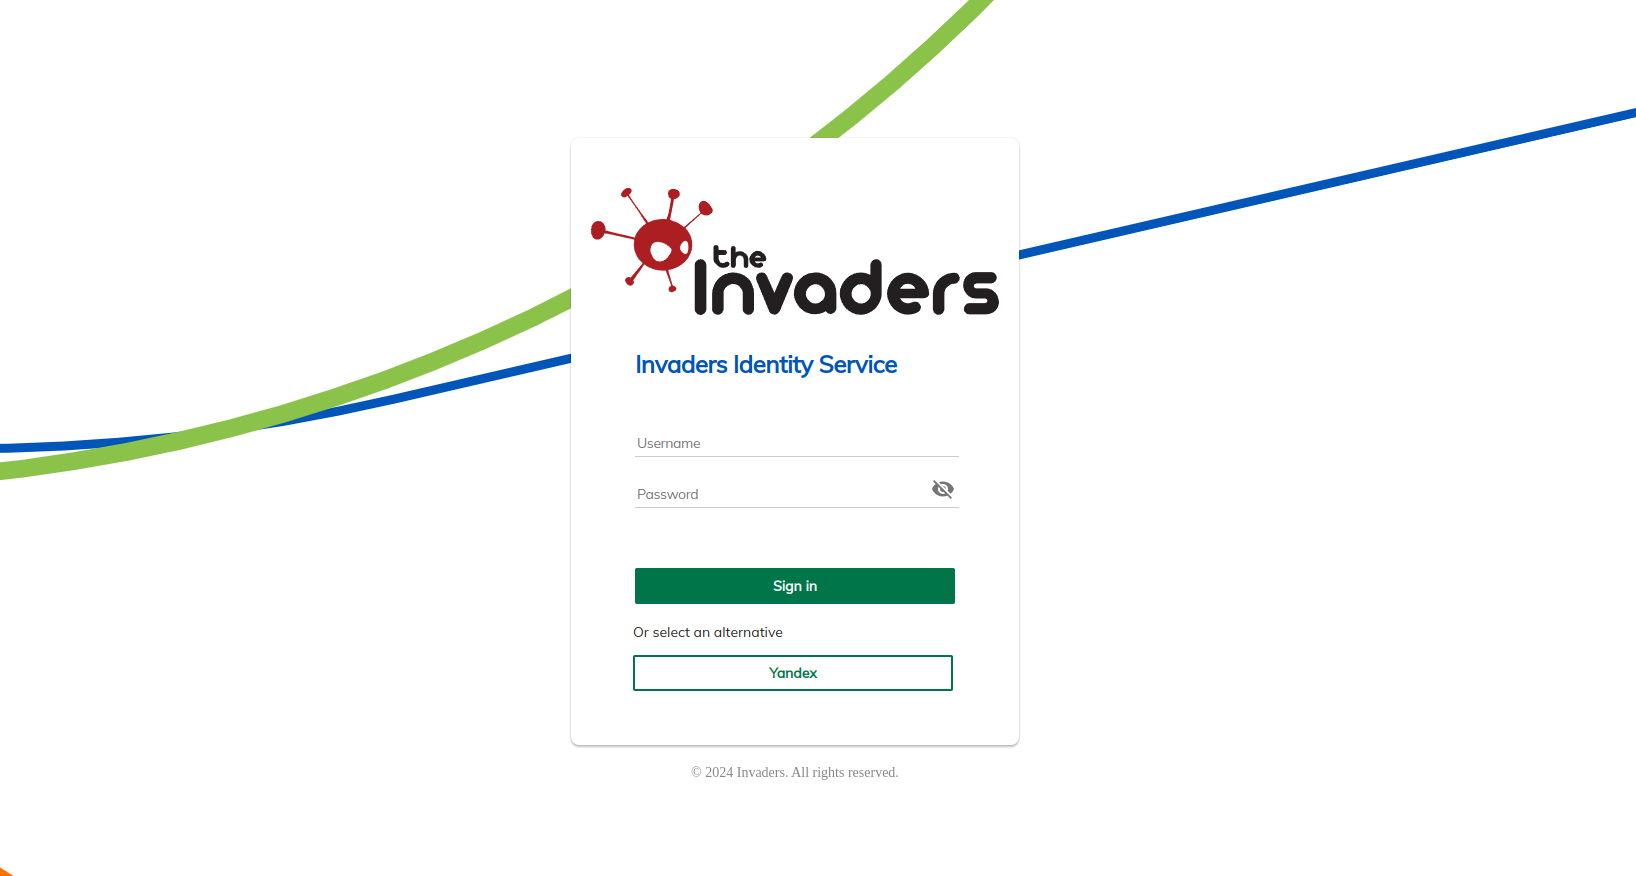 the
Invaders
Invaders Identity Service
Username
Password
Sign in
Or select an alternative
Yandex
© 2024 Invaders. All rights reserved.